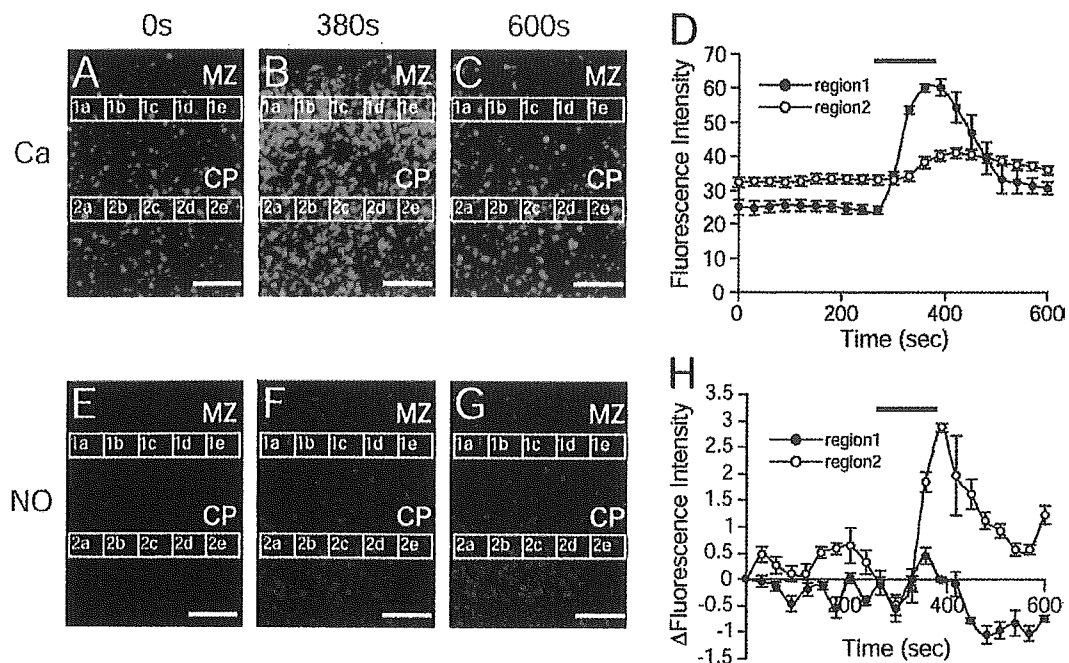 0s 380s 600s
A MZ
1a 1b 1c 1d 1e
CP
2a 2b 2c 2d 2e
B MZ
1a 1b 1c 1d 1e
CP
2a 2b 2c 2d 2e
C MZ
1a 1b 1c 1d 1e
CP
2a 2b 2c 2d 2e
Ca
D
Fluorescence Intensity
70
60
50
40
30
20
10
0
region1
region2
0 200 400 600
Time (sec)
E MZ
1a 1b 1c 1d 1e
CP
2a 2b 2c 2d 2e
F MZ
1a 1b 1c 1d 1e
CP
2a 2b 2c 2d 2e
G MZ
1a 1b 1c 1d 1e
CP
2a 2b 2c 2d 2e
NO
H
ΔFluorescence Intensity
3.5
3
2.5
2
1.5
1
0.5
0
-0.5
-1
-1.5
region1
region2
200 400 600
Time (sec)